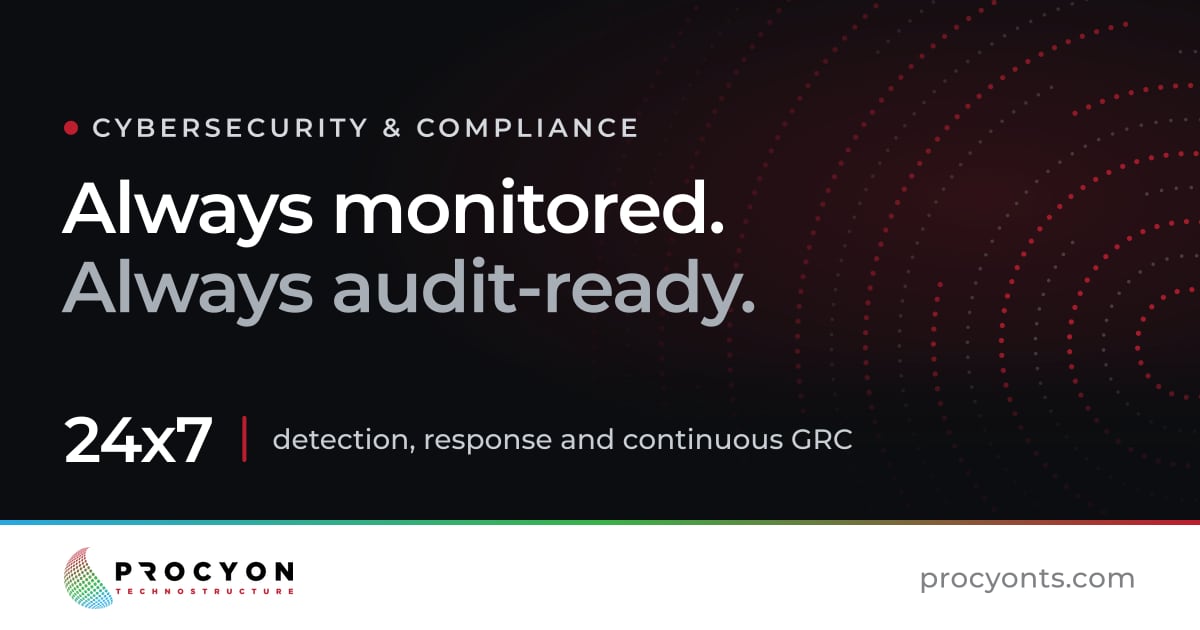 CYBERSECURITY & COMPLIANCE
Always monitored.
Always audit-ready.
24x7 detection, response and continuous GRC
PROCYON
TECHNOSTRUCTURE
procyonts.com